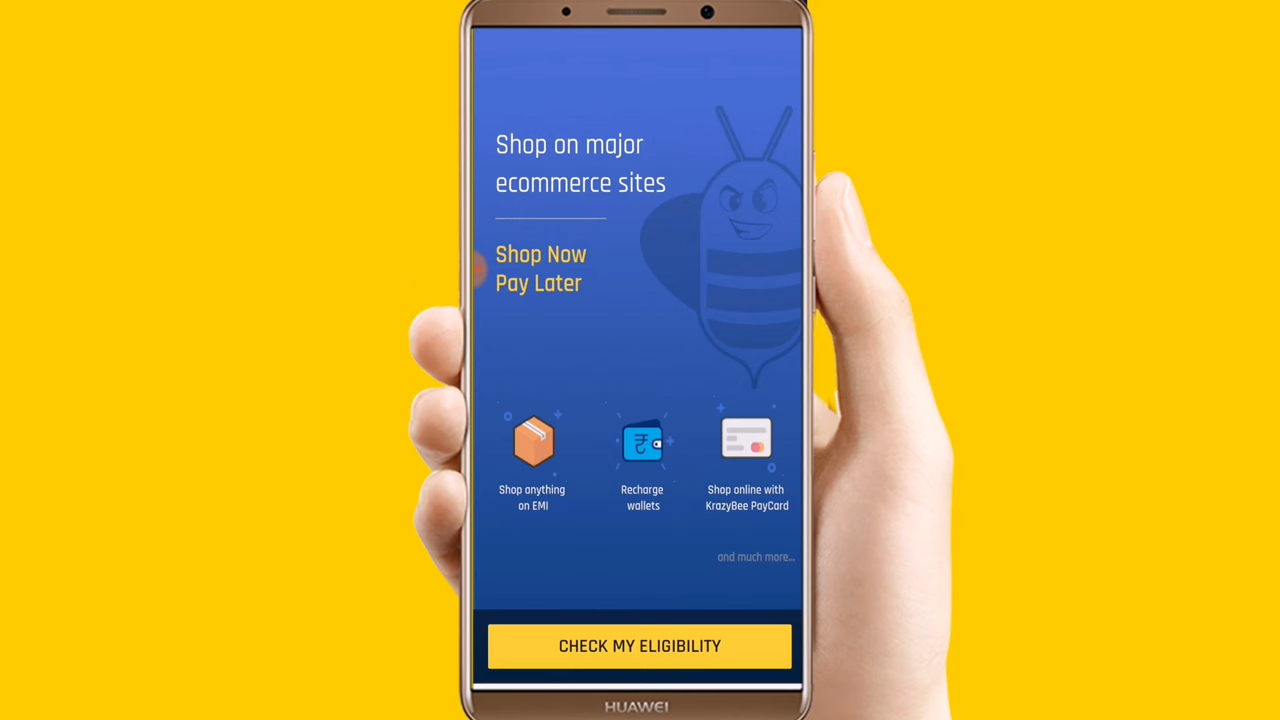 Shop on major
ecommerce sites
Shop Now
Pay Later
Shop anything
on EMI
Recharge
wallets
Shop online with
KrazyBee PayCard
and much more...
CHECK MY ELIGIBILITY
HUAWEI